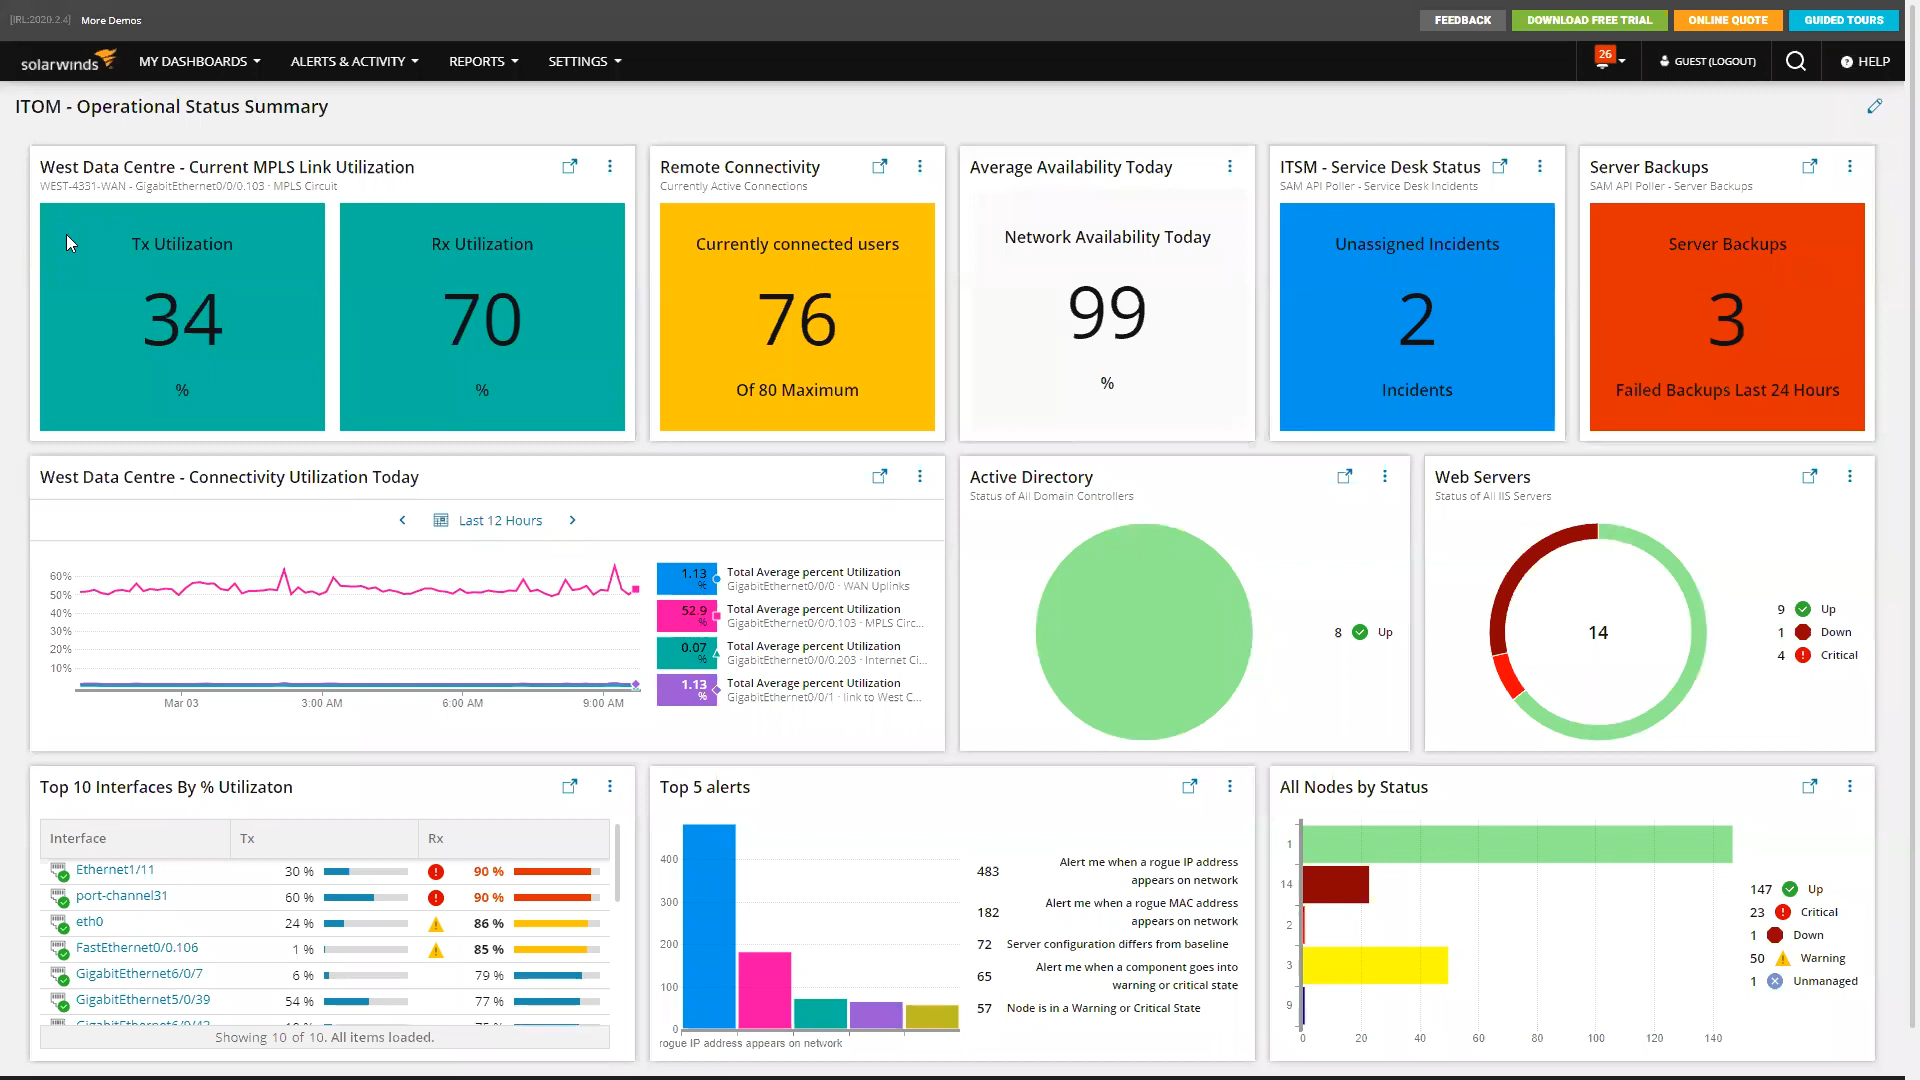 [IRL:2020.2.4] More Demos
FEEDBACK DOWNLOAD FREE TRIAL ONLINE QUOTE GUIDED TOURS
solarwinds MY DASHBOARDS ALERTS & ACTIVITY REPORTS SETTINGS 26 GUEST (LOGOUT) ? HELP
ITOM - Operational Status Summary
West Data Centre - Current MPLS Link Utilization
WEST-4331-WAN - GigabitEthernet0/0/0.103 · MPLS Circuit
Tx Utilization
34
%
Rx Utilization
70
%
Remote Connectivity
Currently Active Connections
Currently connected users
76
Of 80 Maximum
Average Availability Today
Network Availability Today
99
%
ITSM - Service Desk Status
SAM API Poller - Service Desk Incidents
Unassigned Incidents
2
Incidents
Server Backups
SAM API Poller - Server Backups
Server Backups
3
Failed Backups Last 24 Hours
West Data Centre - Connectivity Utilization Today
Last 12 Hours
60%
50%
40%
30%
20%
10%
Mar 03 3:00 AM 6:00 AM 9:00 AM
1.13 % Total Average percent Utilization
GigabitEthernet0/0/0 · WAN Uplinks
52.9 % Total Average percent Utilization
GigabitEthernet0/0/0.103 · MPLS Circ...
0.07 % Total Average percent Utilization
GigabitEthernet0/0/0.203 · Internet Ci...
1.13 % Total Average percent Utilization
GigabitEthernet0/0/1 · link to West C...
Active Directory
Status of All Domain Controllers
8 Up
Web Servers
Status of All IIS Servers
14
9 Up
1 Down
4 Critical
Top 10 Interfaces By % Utilizaton
Interface Tx Rx
Ethernet1/11 30 % 90 %
port-channel31 60 % 90 %
eth0 24 % 86 %
FastEthernet0/0.106 1 % 85 %
GigabitEthernet6/0/7 6 % 79 %
GigabitEthernet5/0/39 54 % 77 %
Showing 10 of 10. All items loaded.
Top 5 alerts
400
300
200
100
0
rogue IP address appears on network
483 Alert me when a rogue IP address
appears on network
182 Alert me when a rogue MAC address
appears on network
72 Server configuration differs from baseline
65 Alert me when a component goes into
warning or critical state
57 Node is in a Warning or Critical State
All Nodes by Status
1
14
2
3
9
0 20 40 60 80 100 120 140
147 Up
23 Critical
1 Down
50 Warning
1 Unmanaged